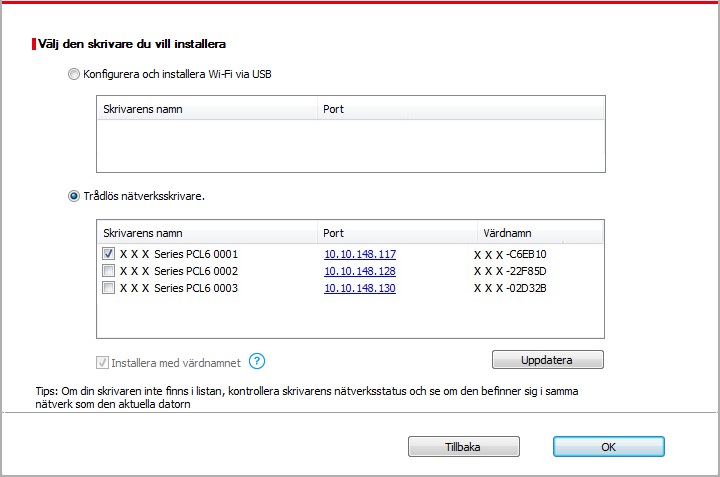 Välj den skrivare du vill installera
Konfigurera och installera Wi-Fi via USB
Skrivarens namn Port
Trådlös nätverksskrivare.
Skrivarens namn Port Värdnamn
X X X Series PCL6 0001 10.10.148.117 X X X -C6EB10
X X X Series PCL6 0002 10.10.148.128 X X X -22F85D
X X X Series PCL6 0003 10.10.148.130 X X X -02D32B
Installera med värdnamnet ?
Uppdatera
Tips: Om din skrivaren inte finns i listan, kontrollera skrivarens nätverksstatus och se om den befinner sig i samma
nätverk som den aktuella datorn
Tillbaka OK